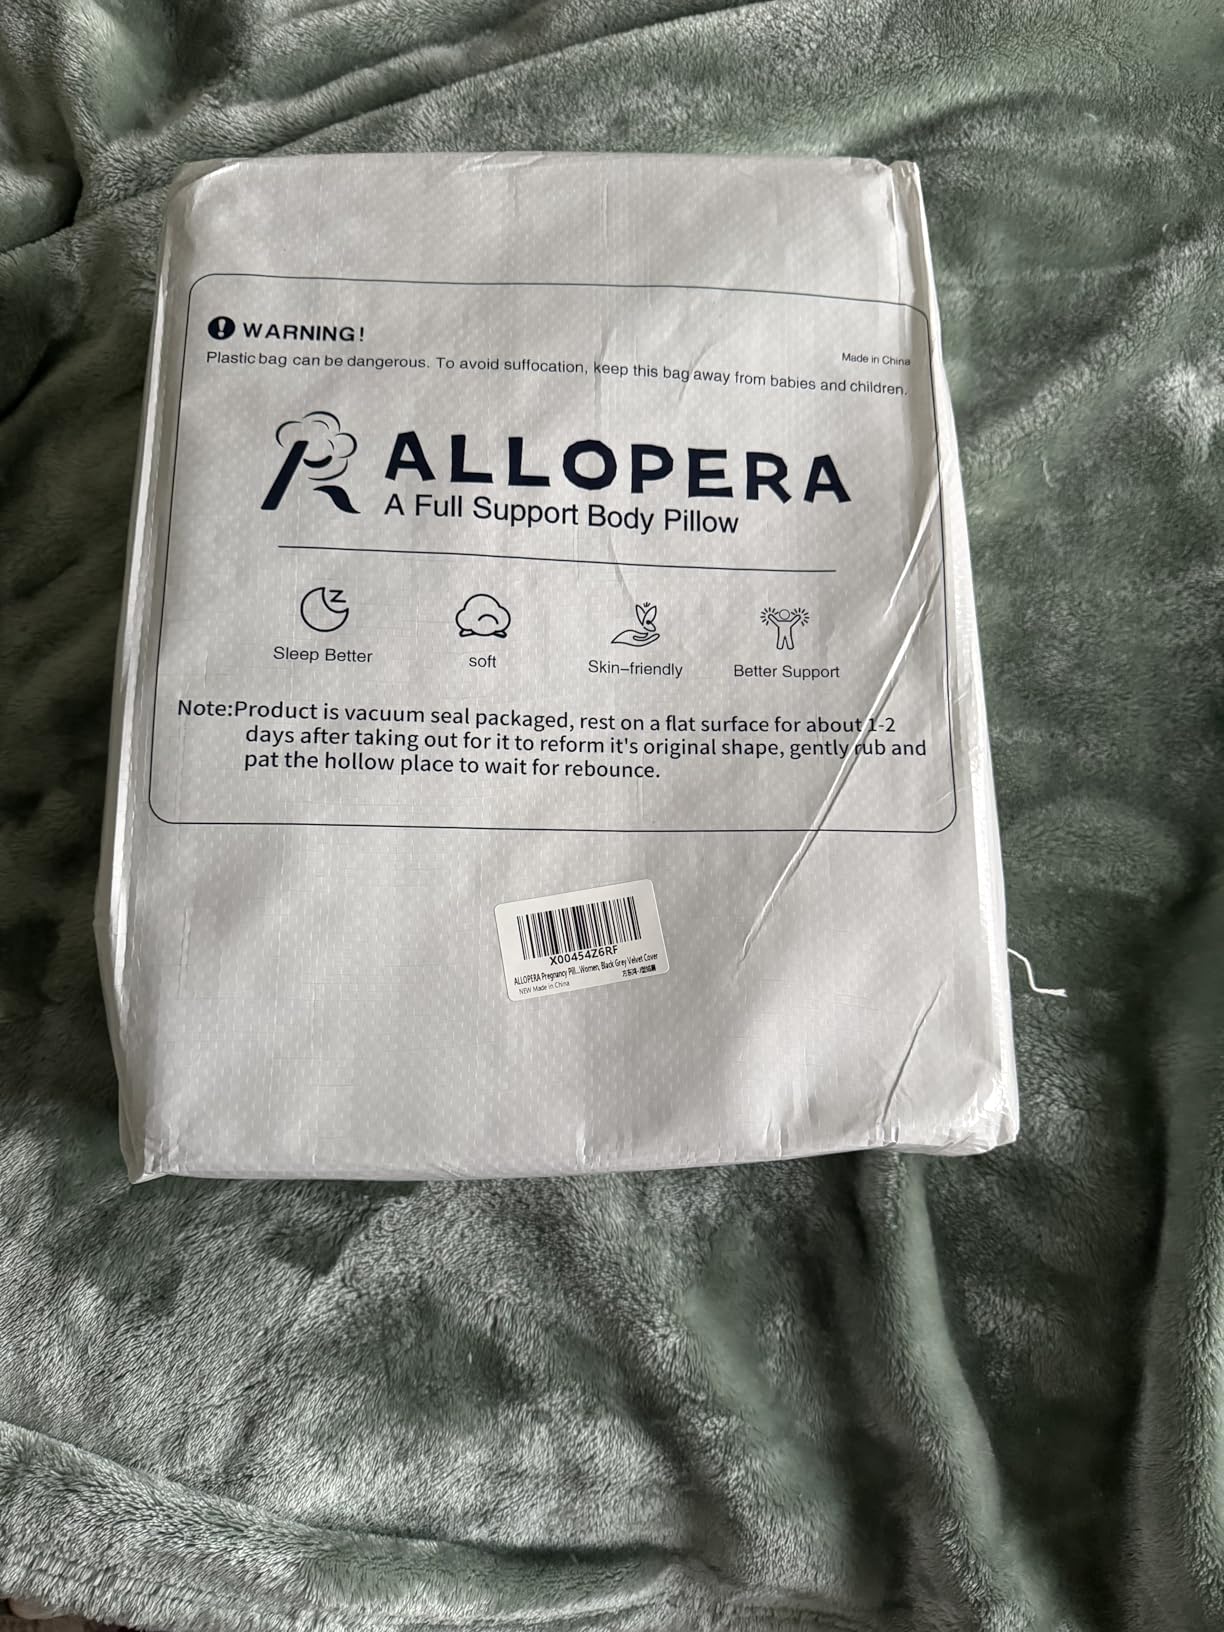 WARNING!
Made in China
Plastic bag can be dangerous. To avoid suffocation, keep this bag away from babies and children.
ALLOPERA
A Full Support Body Pillow
Z
Sleep Better
soft
Skin-friendly
Better Support
Note:Product is vacuum seal packaged, rest on a flat surface for about 1-2
days after taking out for it to reform it's original shape, gently rub and
pat the hollow place to wait for rebounce.
X00454Z6RF
ALLOPERA Pregnancy Pill...Women, Black Grey Velvet Cover
NEW Made in China